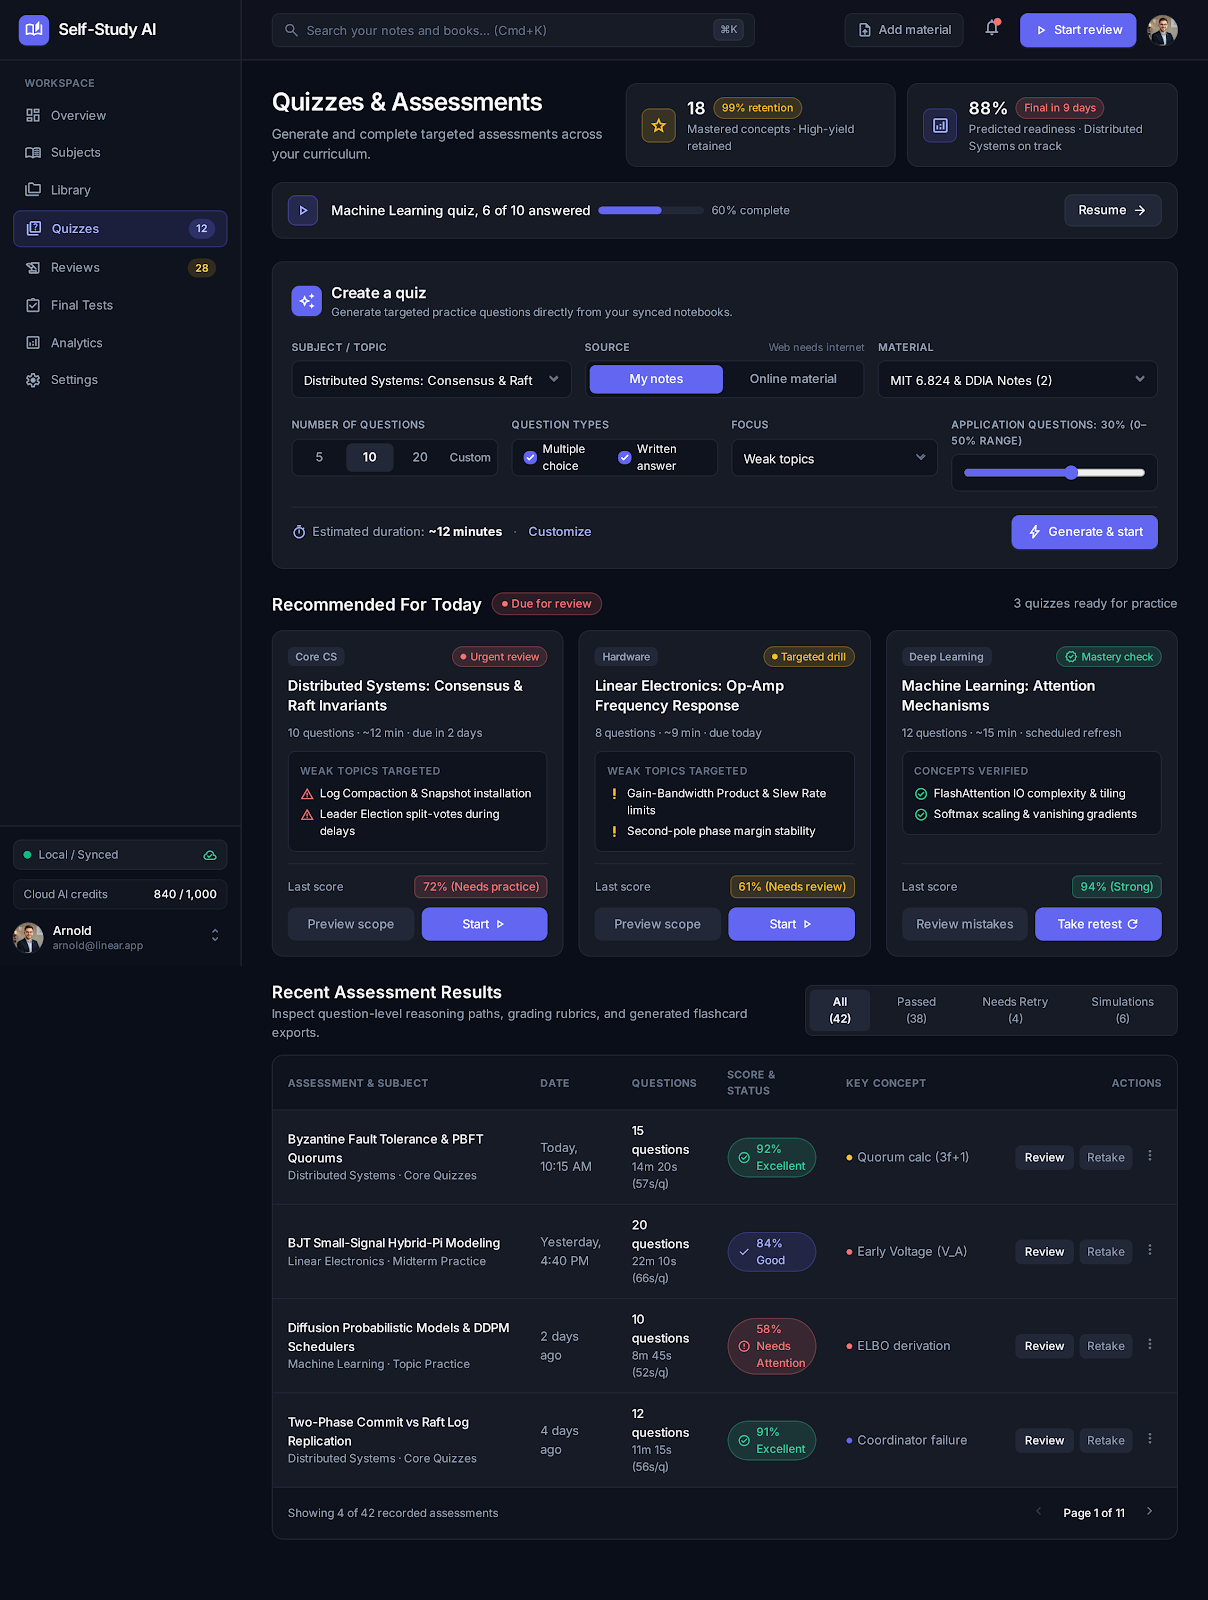 Self-Study AI
Search your notes and books... (Cmd+K)
⌘K
Add material
Start review
WORKSPACE
Overview
Subjects
Library
Quizzes
12
Reviews
28
Final Tests
Analytics
Settings
Local / Synced
Cloud AI credits
840 / 1,000
Arnold
arnold@linear.app
Quizzes & Assessments
Generate and complete targeted assessments across
your curriculum.
18
99% retention
Mastered concepts · High-yield
retained
88%
Final in 9 days
Predicted readiness · Distributed
Systems on track
Machine Learning quiz, 6 of 10 answered
60% complete
Resume
Create a quiz
Generate targeted practice questions directly from your synced notebooks.
SUBJECT / TOPIC
Distributed Systems: Consensus & Raft
SOURCE
Web needs internet
My notes
Online material
MATERIAL
MIT 6.824 & DDIA Notes (2)
NUMBER OF QUESTIONS
5
10
20
Custom
QUESTION TYPES
Multiple
choice
Written
answer
FOCUS
Weak topics
APPLICATION QUESTIONS: 30% (0–
50% RANGE)
Estimated duration: ~12 minutes
·
Customize
Generate & start
Recommended For Today
Due for review
3 quizzes ready for practice
Core CS
Urgent review
Distributed Systems: Consensus &
Raft Invariants
10 questions · ~12 min · due in 2 days
WEAK TOPICS TARGETED
Log Compaction & Snapshot installation
Leader Election split-votes during
delays
Last score
72% (Needs practice)
Preview scope
Start
Hardware
Targeted drill
Linear Electronics: Op-Amp
Frequency Response
8 questions · ~9 min · due today
WEAK TOPICS TARGETED
Gain-Bandwidth Product & Slew Rate
limits
Second-pole phase margin stability
Last score
61% (Needs review)
Preview scope
Start
Deep Learning
Mastery check
Machine Learning: Attention
Mechanisms
12 questions · ~15 min · scheduled refresh
CONCEPTS VERIFIED
FlashAttention IO complexity & tiling
Softmax scaling & vanishing gradients
Last score
94% (Strong)
Review mistakes
Take retest
Recent Assessment Results
Inspect question-level reasoning paths, grading rubrics, and generated flashcard
exports.
All
(42)
Passed
(38)
Needs Retry
(4)
Simulations
(6)
ASSESSMENT & SUBJECT
DATE
QUESTIONS
SCORE &
STATUS
KEY CONCEPT
ACTIONS
Byzantine Fault Tolerance & PBFT
Quorums
Distributed Systems · Core Quizzes
Today,
10:15 AM
15
questions
14m 20s
(57s/q)
92%
Excellent
Quorum calc (3f+1)
Review
Retake
BJT Small-Signal Hybrid-Pi Modeling
Linear Electronics · Midterm Practice
Yesterday,
4:40 PM
20
questions
22m 10s
(66s/q)
84%
Good
Early Voltage (V_A)
Review
Retake
Diffusion Probabilistic Models & DDPM
Schedulers
Machine Learning · Topic Practice
2 days
ago
10
questions
8m 45s
(52s/q)
58%
Needs
Attention
ELBO derivation
Review
Retake
Two-Phase Commit vs Raft Log
Replication
Distributed Systems · Core Quizzes
4 days
ago
12
questions
11m 15s
(56s/q)
91%
Excellent
Coordinator failure
Review
Retake
Showing 4 of 42 recorded assessments
Page 1 of 11